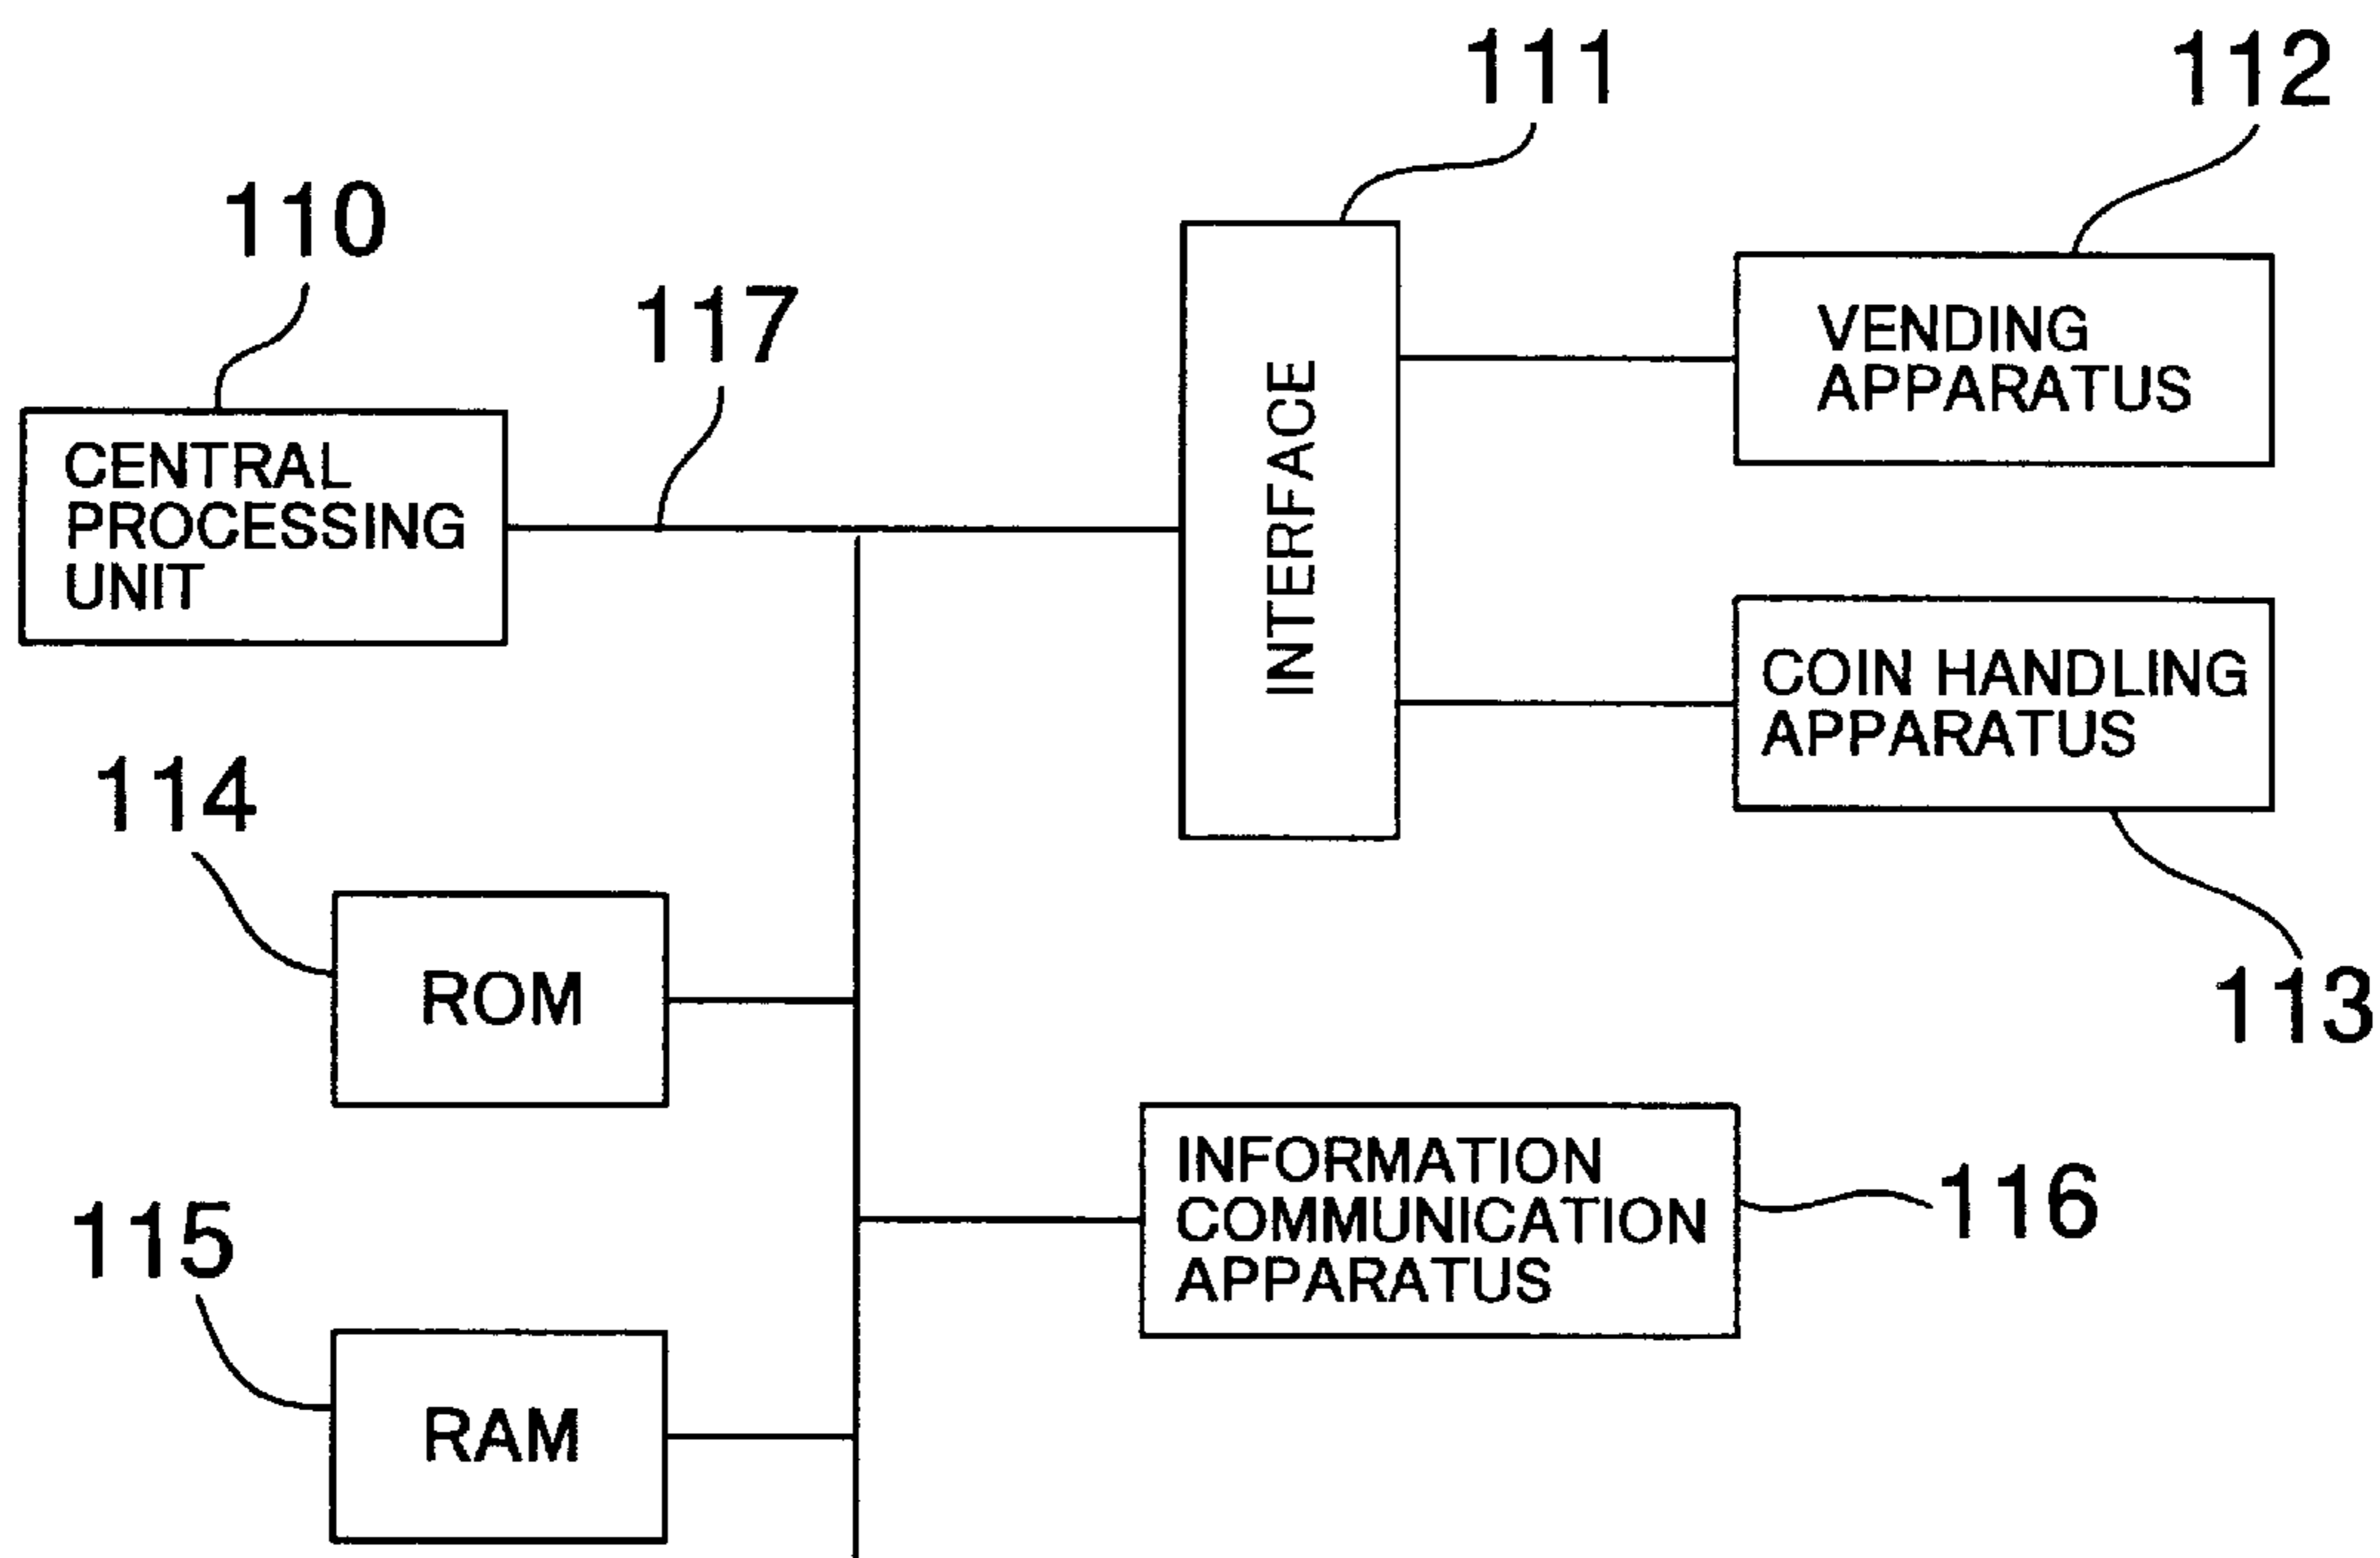 111
112
110
117
VENDING
APPARATUS
CENTRAL
PROCESSING
UNIT
INTERFACE
COIN HANDLING
APPARATUS
114
113
ROM
INFORMATION
COMMUNICATION
APPARATUS
116
115
RAM